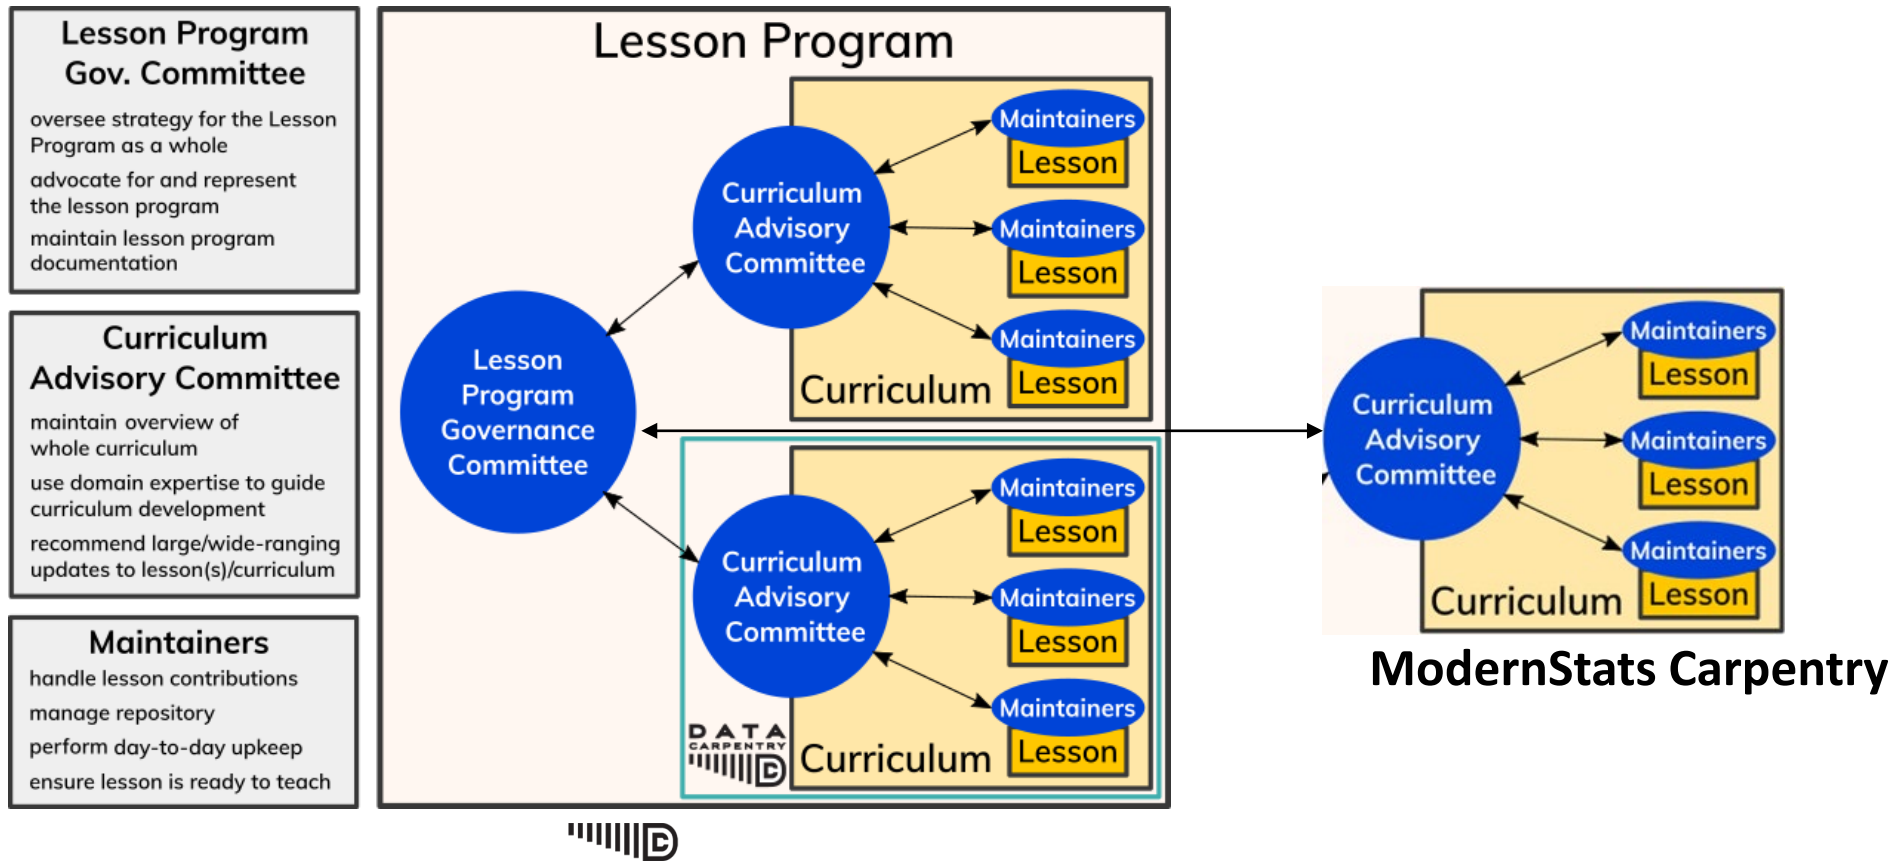 Lesson Program
Gov. Committee
oversee strategy for the Lesson
Program as a whole
advocate for and represent
the lesson program
maintain lesson program
documentation
Curriculum
Advisory Committee
maintain overview of
whole curriculum
use domain expertise to guide
curriculum development
recommend large/wide-ranging
updates to lesson(s)/curriculum
Maintainers
handle lesson contributions
manage repository
perform day-to-day upkeep
ensure lesson is ready to teach
Lesson Program
Lesson
Program
Governance
Committee
Curriculum
Advisory
Committee
Maintainers
Lesson
Maintainers
Lesson
Maintainers
Lesson
Curriculum
Curriculum
Advisory
Committee
Maintainers
Lesson
Maintainers
Lesson
Maintainers
Lesson
DATA
CARPENTRY
DC
Curriculum
DC
Curriculum
Advisory
Committee
Maintainers
Lesson
Maintainers
Lesson
Maintainers
Lesson
Curriculum
ModernStats Carpentry